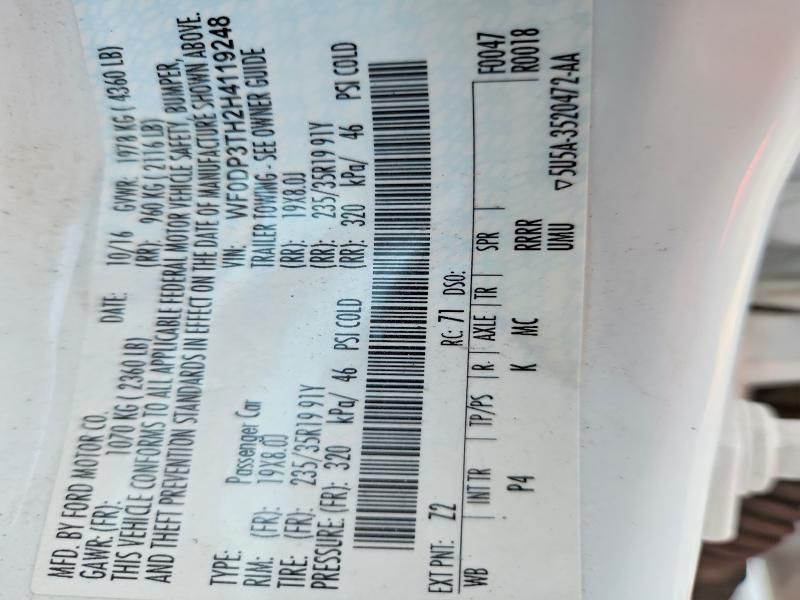 MFD. BY FORD MOTOR CO. DATE: 10/16 GVWR: 1978 KG ( 4360 LB)
GAWR: (FR): 1070 KG ( 2360 LB) (RR): 960 KG ( 2116 LB)
THIS VEHICLE CONFORMS TO ALL APPLICABLE FEDERAL MOTOR VEHICLE SAFETY, BUMPER,
AND THEFT PREVENTION STANDARDS IN EFFECT ON THE DATE OF MANUFACTURE SHOWN ABOVE.
VIN: WF0DP3TH2H4119248
TYPE: Passenger Car TRAILER TOWING - SEE OWNER GUIDE
RIM: (FR): 19X8.0J (RR): 19X8.0J
TIRE: (FR): 235/35R19 91Y (RR): 235/35R19 91Y
PRESSURE: (FR): 320 kPa/ 46 PSI COLD (RR): 320 kPa/ 46 PSI COLD
EXT PNT: Z2 RC: 71 DSO: F0047
WB INT TR TP/PS R AXLE TR SPR R0018
P4 K MC RRRR
UMU ▽5U5A-3520472-AA